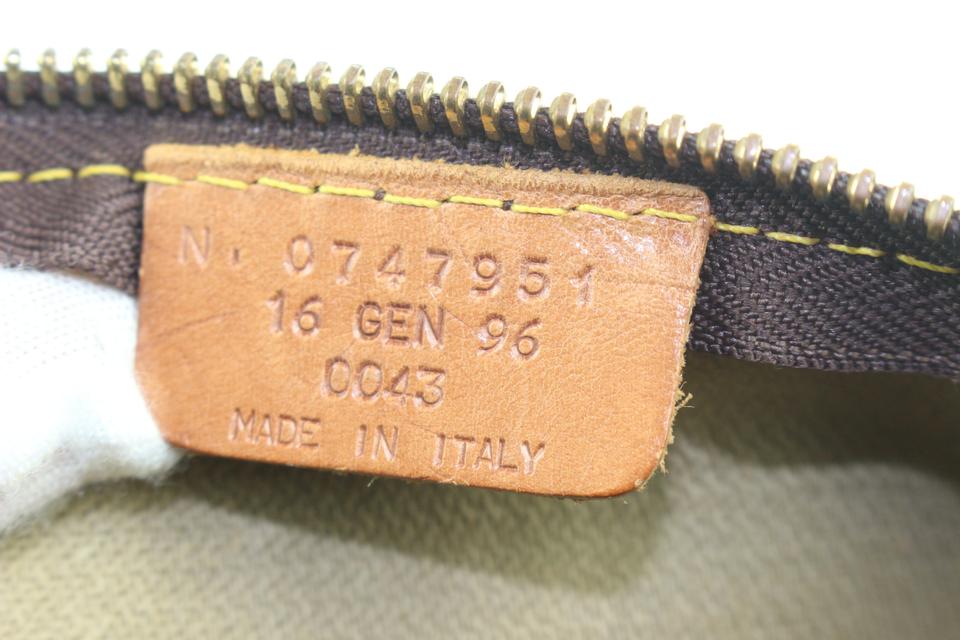 N. 0747951
16 GEN 96
0043
MADE IN ITALY